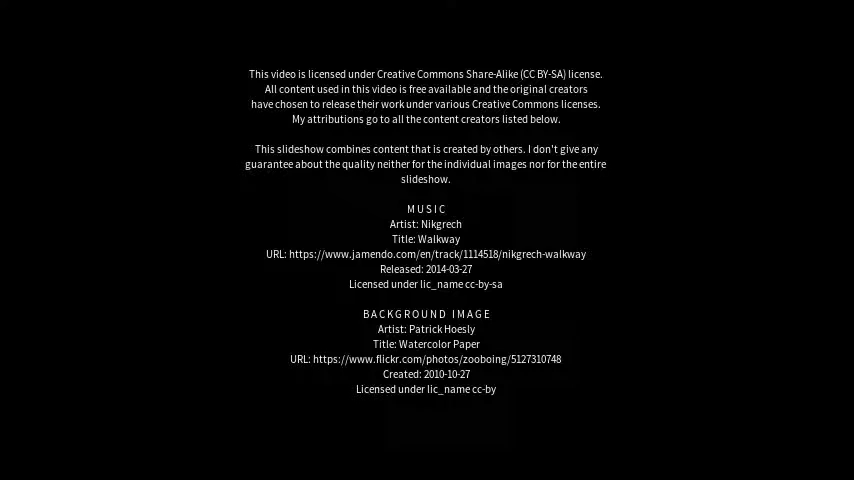 This video is licensed under Creative Commons Share-Alike (CC BY-SA) license.
All content used in this video is free available and the original creators
have chosen to release their work under various Creative Commons licenses.
My attributions go to all the content creators listed below.
This slideshow combines content that is created by others. I don't give any
guarantee about the quality neither for the individual images nor for the entire
slideshow.
MUSIC
Artist: Nikgrech
Title: Walkway
URL: https://www.jamendo.com/en/track/1114518/nikgrech-walkway
Released: 2014-03-27
Licensed under lic_name cc-by-sa
BACKGROUND IMAGE
Artist: Patrick Hoesly
Title: Watercolor Paper
URL: https://www.flickr.com/photos/zooboing/5127310748
Created: 2010-10-27
Licensed under lic_name cc-by